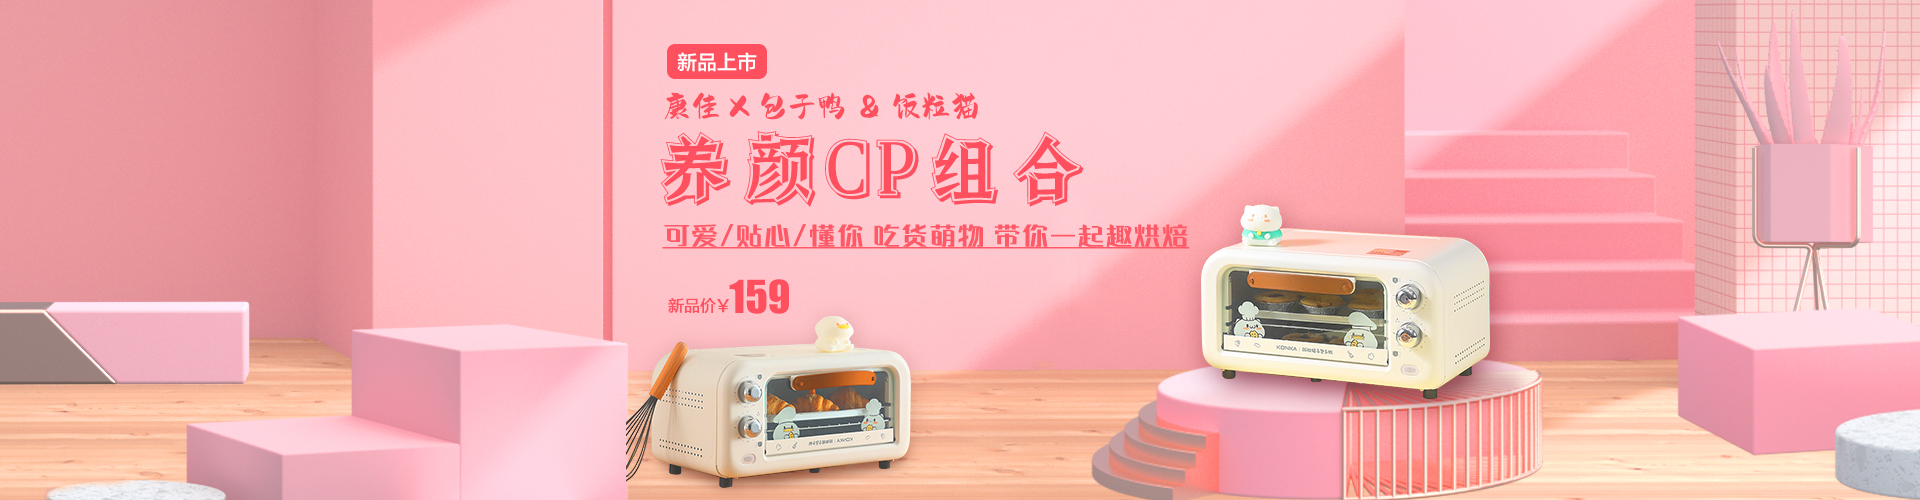 新品上市
康佳 X 包子鸭 & 饭粒猫
养颜CP组合
可爱/贴心/懂你 吃货萌物 带你一起趣烘焙
新品价¥159
KONKA